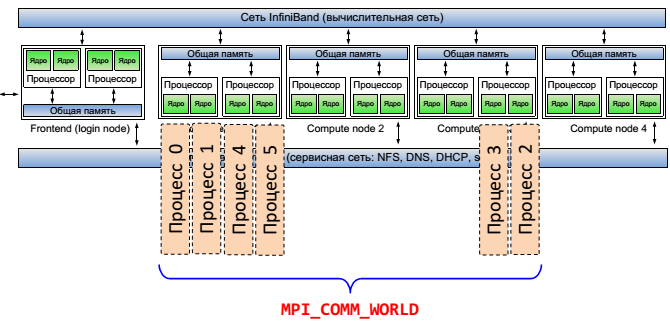 Сеть InfiniBand (вычислительная сеть)
Общая память Общая память Общая память Общая память
Ядро Ядро Ядро Ядро
Процессор Процессор Процессор Процессор Процессор Процессор Процессор Процессор Процессор Процессор
Ядро Ядро Ядро Ядро Ядро Ядро Ядро Ядро Ядро Ядро Ядро Ядро Ядро Ядро Ядро Ядро
Общая память
Frontend (login node) Compute node 2 Compute Compute node 4
(сервисная сеть: NFS, DNS, DHCP, s
Процесс 0
Процесс 1
Процесс 4
Процесс 5
Процесс 3
Процесс 2
MPI_COMM_WORLD